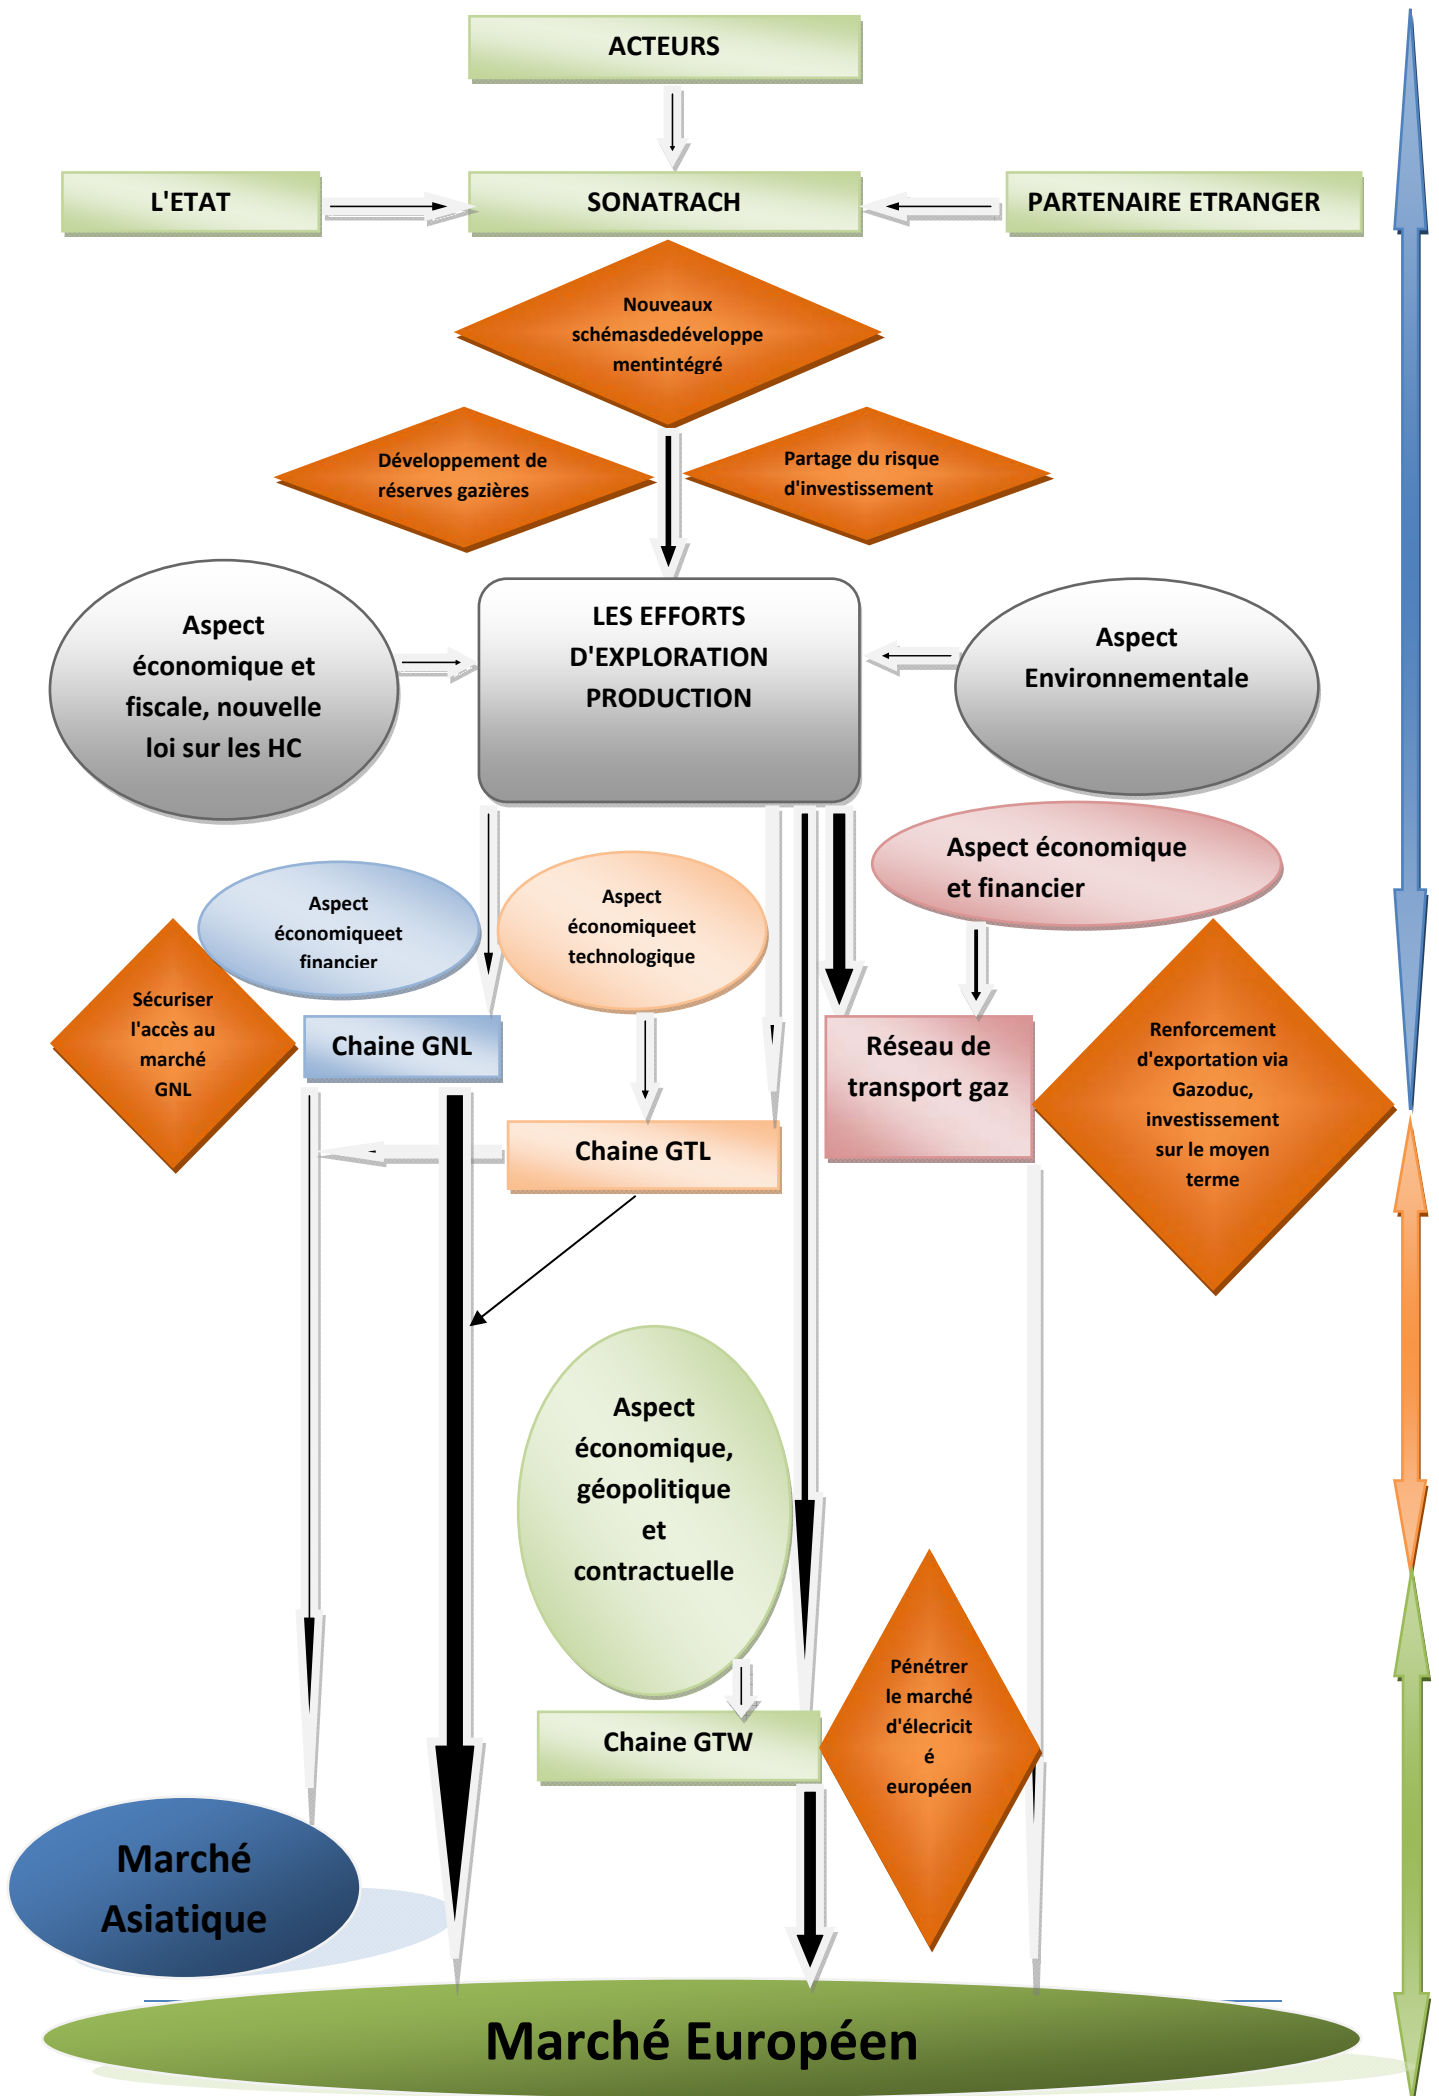 ACTEURS
L'ETAT
SONATRACH
PARTENAIRE ETRANGER
Nouveaux
schémasdedéveloppe
mentintégré
Développement de
réserves gazières
Partage du risque
d'investissement
Aspect
économique et
fiscale, nouvelle
loi sur les HC
LES EFFORTS
D'EXPLORATION
PRODUCTION
Aspect
Environnementale
Aspect économique
et financier
Aspect
économiqueet
financier
Aspect
économiqueet
technologique
Sécuriser
l'accès au
marché
GNL
Chaine GNL
Réseau de
transport gaz
Renforcement
d'exportation via
Gazoduc,
investissement
sur le moyen
terme
Chaine GTL
Aspect
économique,
géopolitique
et
contractuelle
Pénétrer
le marché
d'élecricit
é
européen
Chaine GTW
Marché
Asiatique
Marché Européen